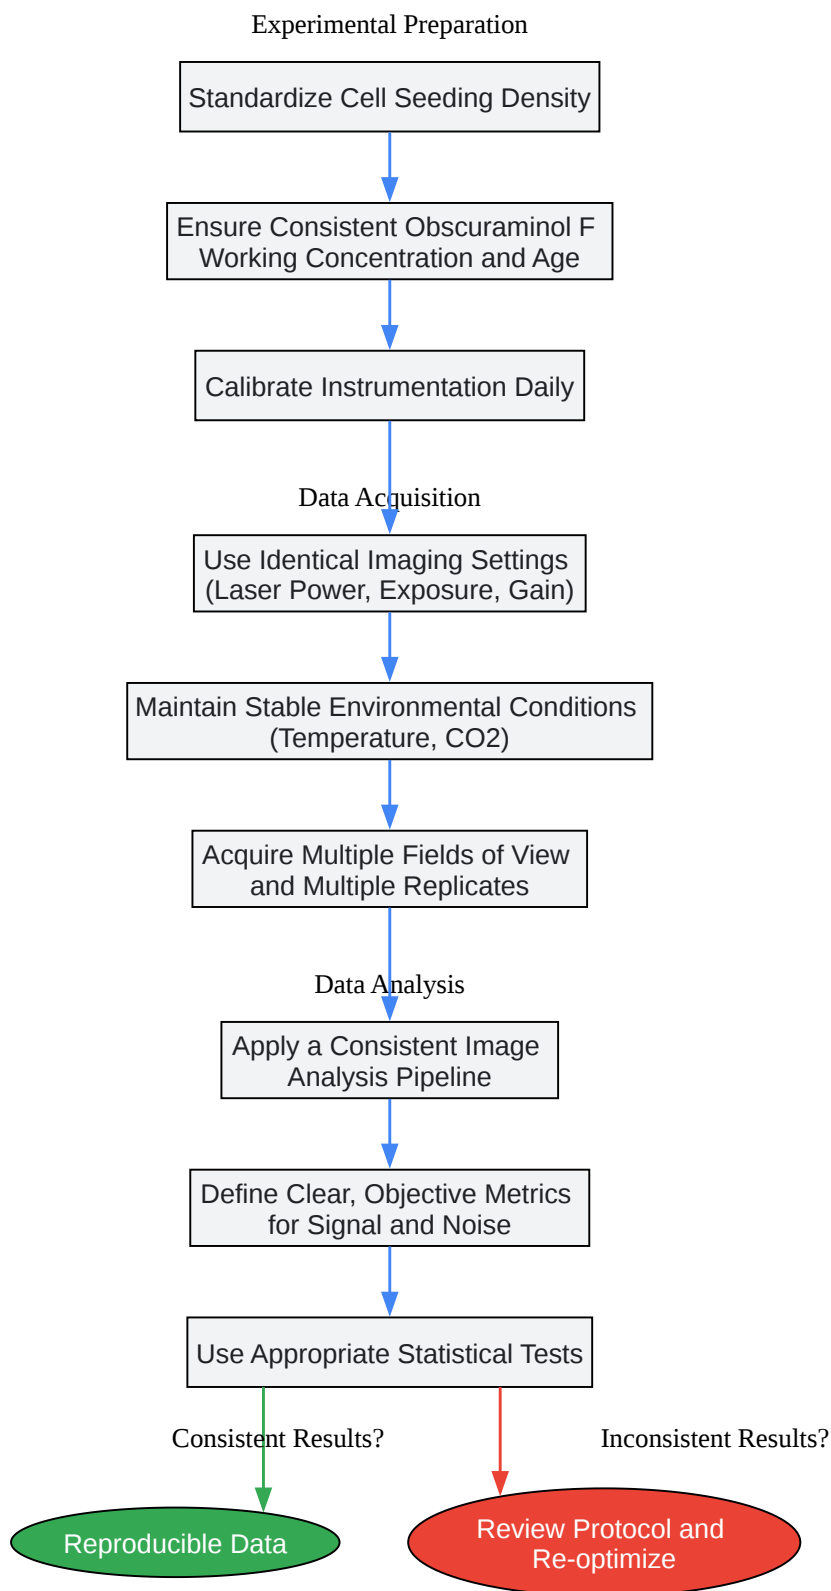 Experimental Preparation
Standardize Cell Seeding Density
Ensure Consistent Obscuraminol F
Working Concentration and Age
Calibrate Instrumentation Daily
Data Acquisition
Use Identical Imaging Settings
(Laser Power, Exposure, Gain)
Maintain Stable Environmental Conditions
(Temperature, CO2)
Acquire Multiple Fields of View
and Multiple Replicates
Data Analysis
Apply a Consistent Image
Analysis Pipeline
Define Clear, Objective Metrics
for Signal and Noise
Use Appropriate Statistical Tests
Consistent Results?
Inconsistent Results?
Reproducible Data
Review Protocol and
Re-optimize